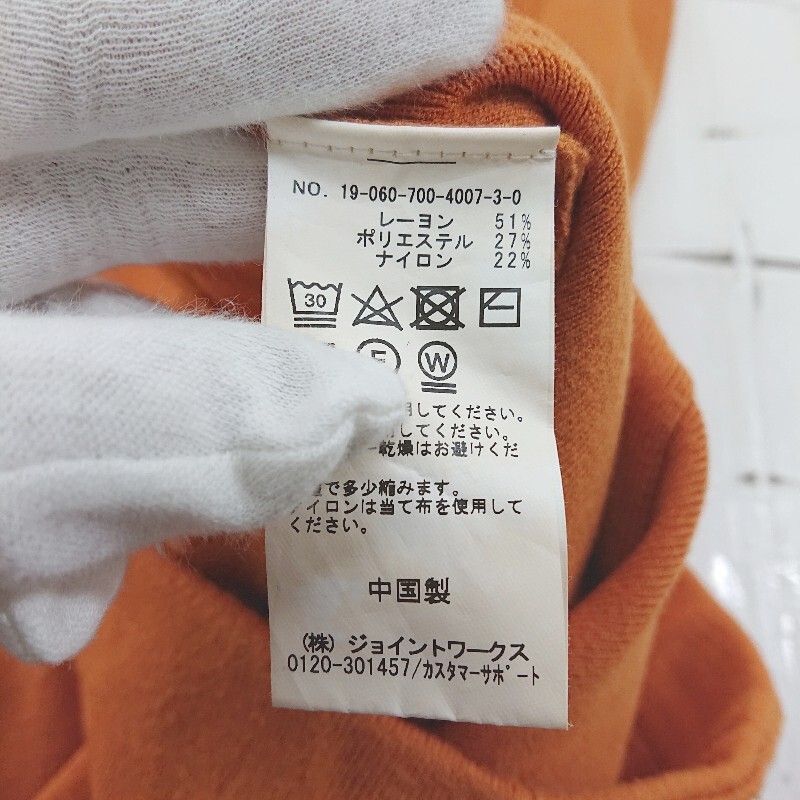 NO. 19-060-700-4007-3-0
レーヨン 51%
ポリエステル 27%
ナイロン 22%
30
W
してください。
してください。
乾燥はお避けくだ
で多少縮みます。
アイロンは当て布を使用して
ください。
中国製
(株) ジョイントワークス
0120-301457/カスタマーサポート